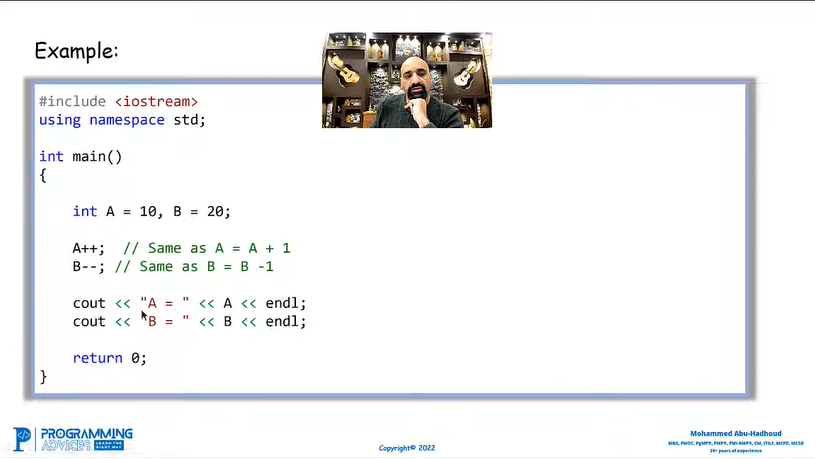 Example:
#include <iostream>
using namespace std;
int main()
{
int A = 10, B = 20;
A++;  // Same as A = A + 1
B--; // Same as B = B -1
cout << "A = " << A << endl;
cout << "B = " << B << endl;
return 0;
}
PROGRAMMING
ADVICES LEARN THE RIGHT WAY
Copyright© 2022
Mohammed Abu-Hadhoud
MBA, PMOC, PgMP®, PMP®, PMI-RMP®, CM, ITILF, MCPD, MCSD
26+ years of experience